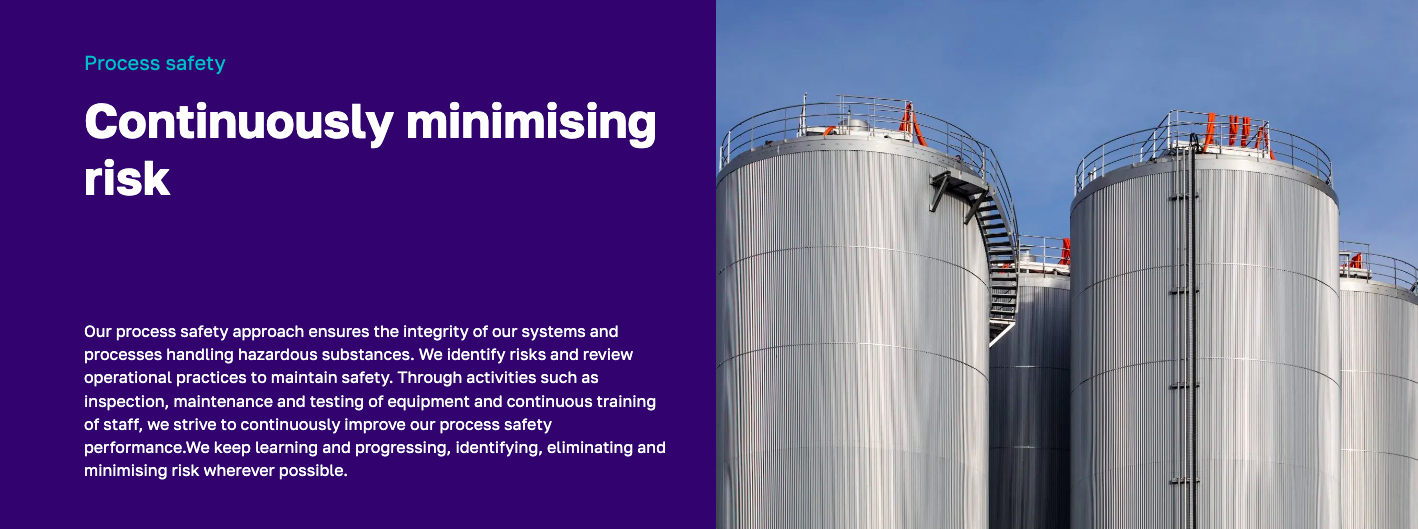 Process safety
Continuously minimising
risk
Our process safety approach ensures the integrity of our systems and
processes handling hazardous substances. We identify risks and review
operational practices to maintain safety. Through activities such as
inspection, maintenance and testing of equipment and continuous training
of staff, we strive to continuously improve our process safety
performance.We keep learning and progressing, identifying, eliminating and
minimising risk wherever possible.